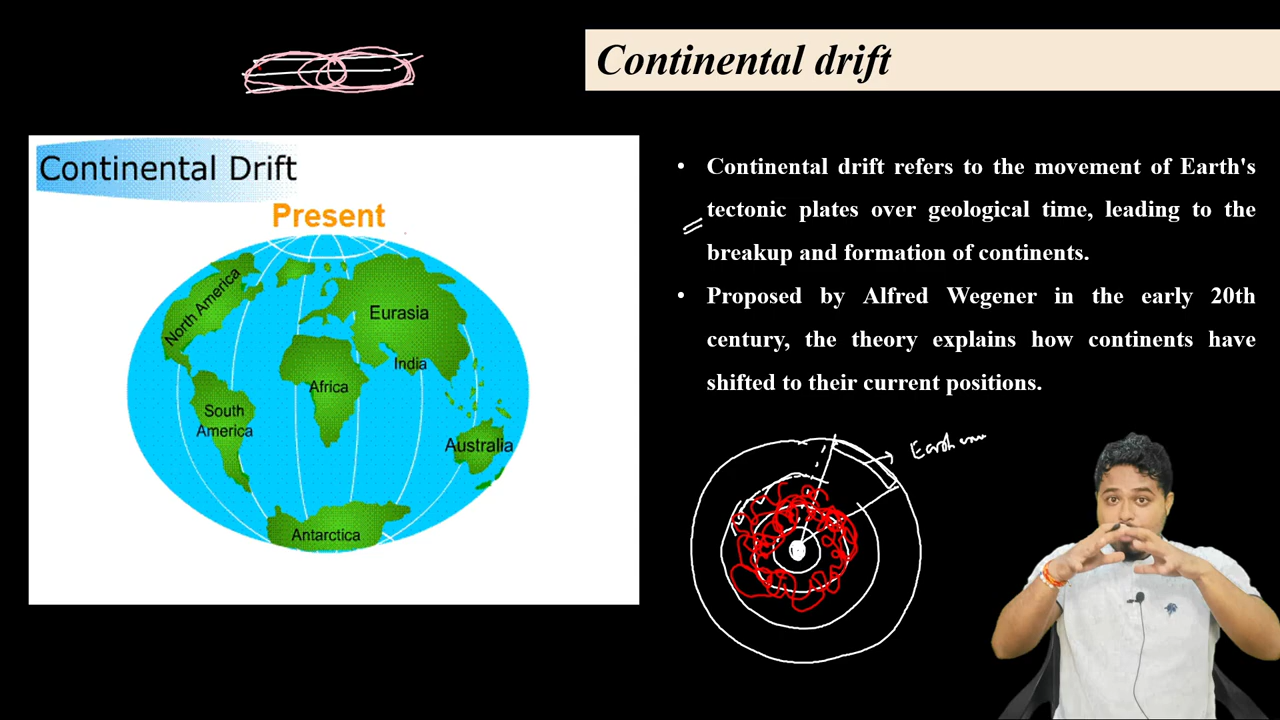 Continental drift
Continental Drift
Present
North America
Eurasia
India
Africa
South
America
Australia
Antarctica
• Continental drift refers to the movement of Earth's
tectonic plates over geological time, leading to the
breakup and formation of continents.
• Proposed by Alfred Wegener in the early 20th
century, the theory explains how continents have
shifted to their current positions.
Earth